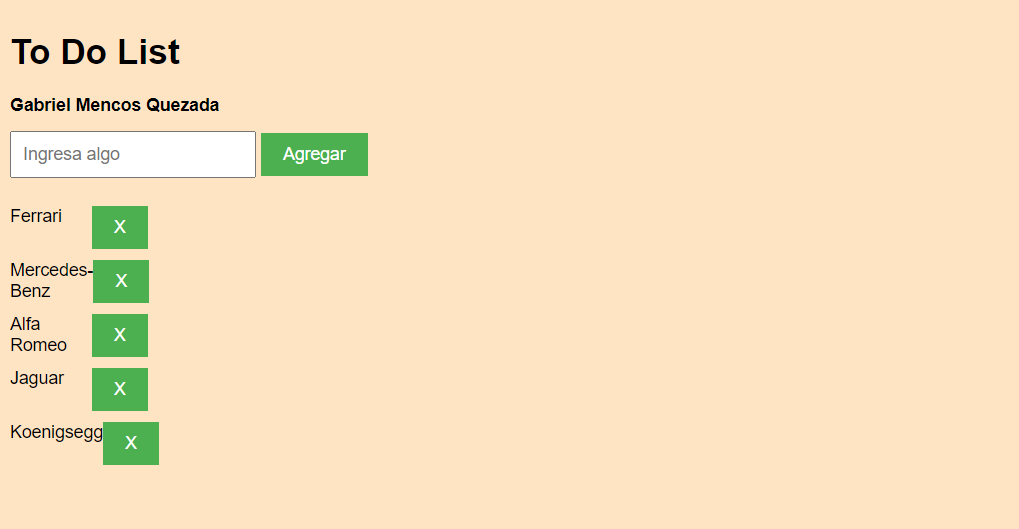 To Do List
Gabriel Mencos Quezada
Ingresa algo Agregar
Ferrari X
Mercedes- X
Benz
Alfa X
Romeo
Jaguar X
Koenigsegg X